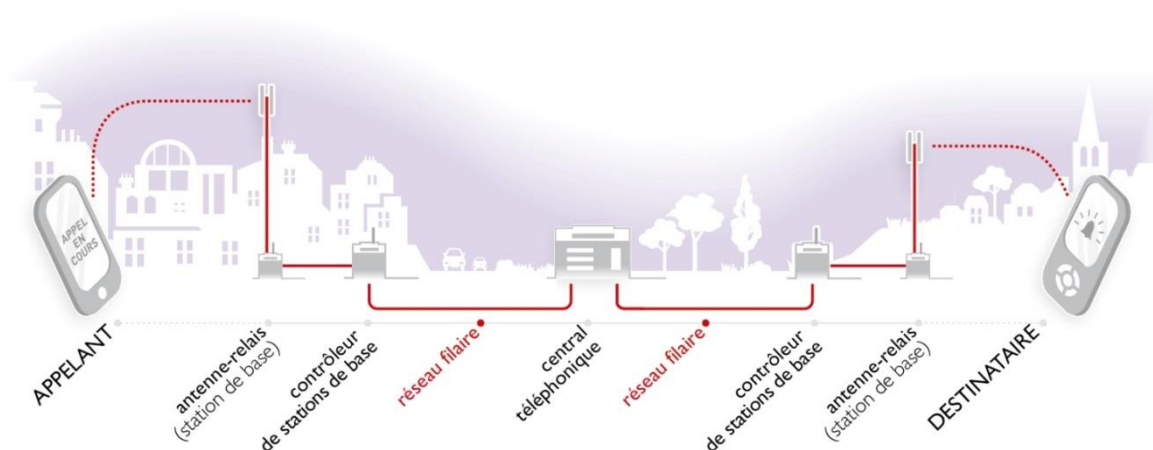 APPEL
EN
COURS
APPELANT
antenne-relais
(station de base)
contrôleur
de stations de base
réseau filaire
central
téléphonique
réseau filaire
contrôleur
de stations de base
antenne-relais
(station de base)
DESTINATAIRE